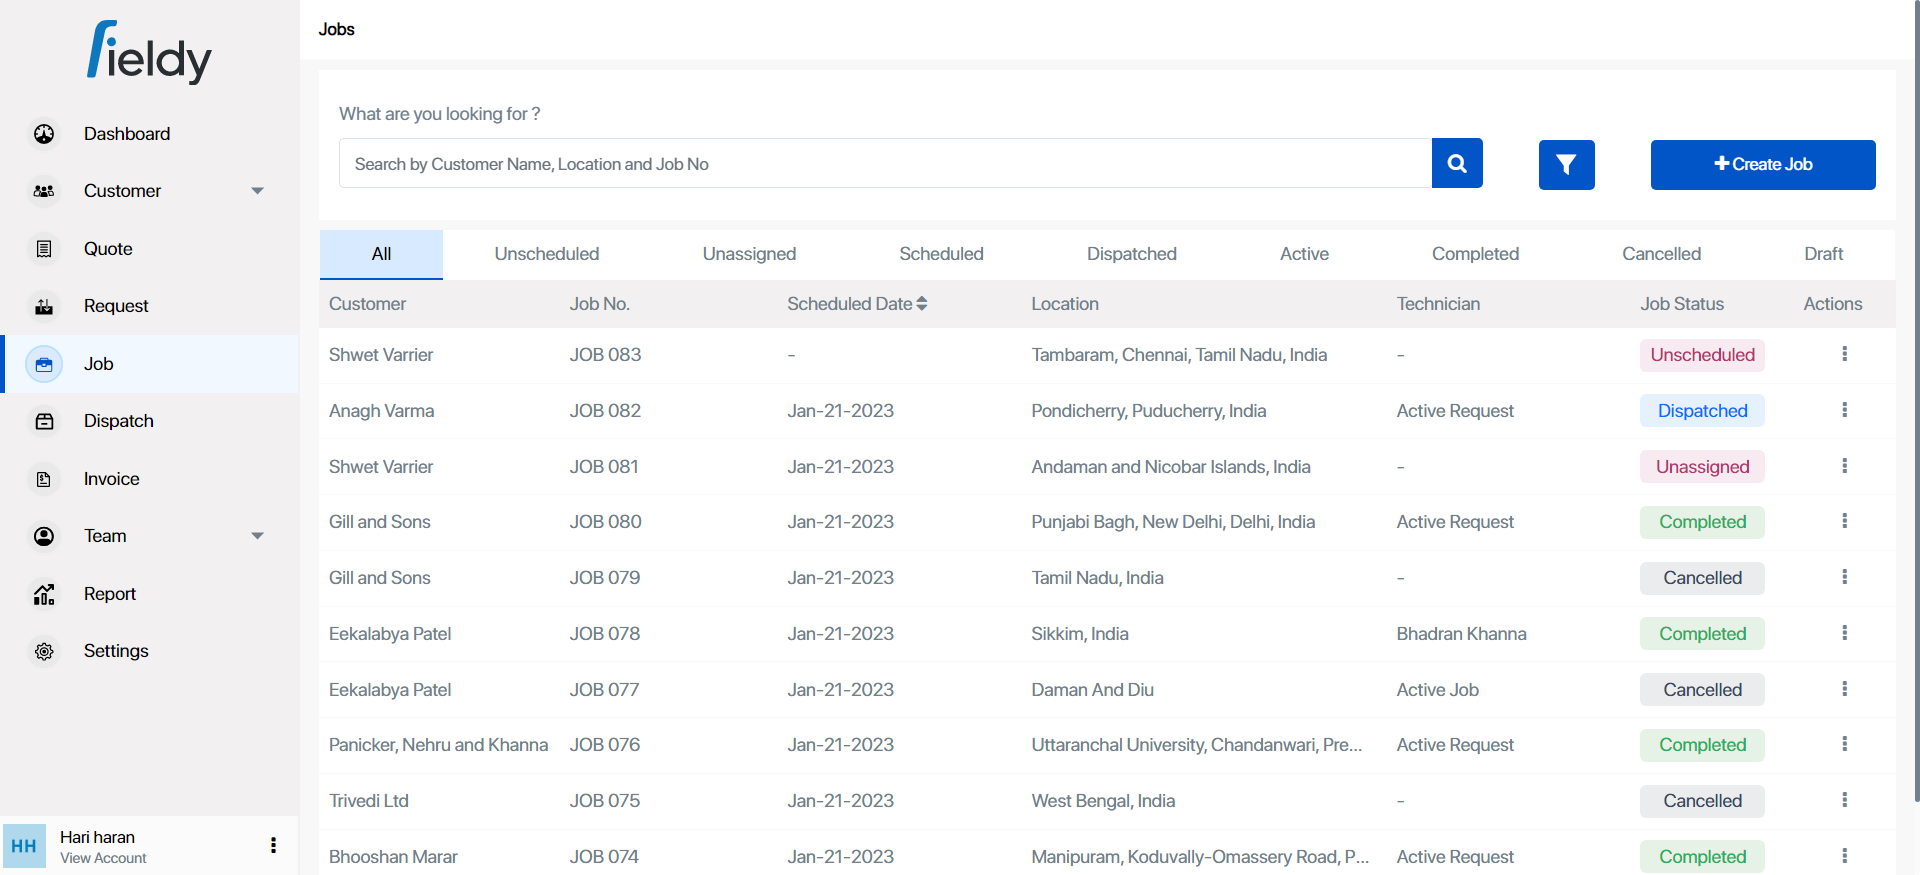 fieldy
Dashboard
Customer
Quote
Request
Job
Dispatch
Invoice
Team
Report
Settings
HH
Hari haran
View Account
Jobs
What are you looking for ?
Search by Customer Name, Location and Job No
Create Job
All Unscheduled Unassigned Scheduled Dispatched Active Completed Cancelled Draft
Customer Job No. Scheduled Date Location Technician Job Status Actions
Shwet Varrier JOB 083 - Tambaram, Chennai, Tamil Nadu, India - Unscheduled
Anagh Varma JOB 082 Jan-21-2023 Pondicherry, Puducherry, India Active Request Dispatched
Shwet Varrier JOB 081 Jan-21-2023 Andaman and Nicobar Islands, India - Unassigned
Gill and Sons JOB 080 Jan-21-2023 Punjabi Bagh, New Delhi, Delhi, India Active Request Completed
Gill and Sons JOB 079 Jan-21-2023 Tamil Nadu, India - Cancelled
Eekalabya Patel JOB 078 Jan-21-2023 Sikkim, India Bhadran Khanna Completed
Eekalabya Patel JOB 077 Jan-21-2023 Daman And Diu Active Job Cancelled
Panicker, Nehru and Khanna JOB 076 Jan-21-2023 Uttaranchal University, Chandanwari, Pre... Active Request Completed
Trivedi Ltd JOB 075 Jan-21-2023 West Bengal, India - Cancelled
Bhooshan Marar JOB 074 Jan-21-2023 Manipuram, Koduvally-Omassery Road, P... Active Request Completed